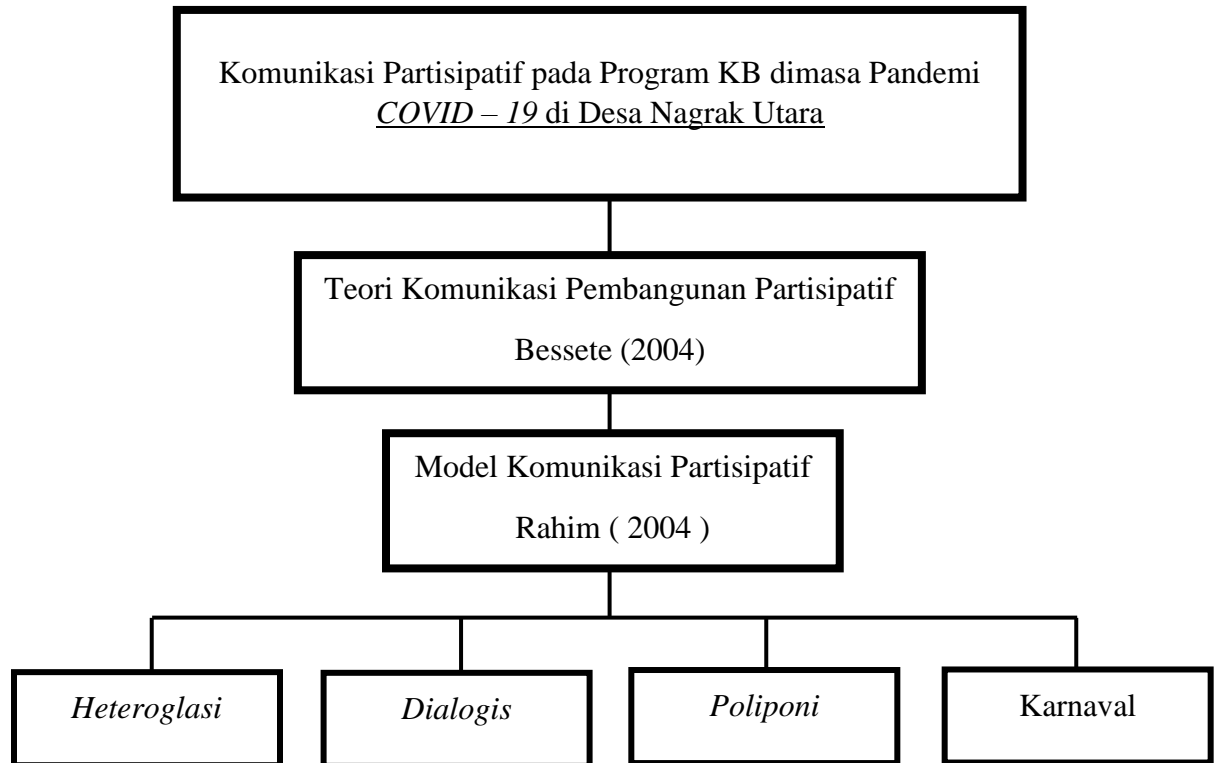 Komunikasi Partisipatif pada Program KB dimasa Pandemi
COVID – 19 di Desa Nagrak Utara
Teori Komunikasi Pembangunan Partisipatif
Bessete (2004)
Model Komunikasi Partisipatif
Rahim ( 2004 )
Heteroglasi
Dialogis
Poliponi
Karnaval